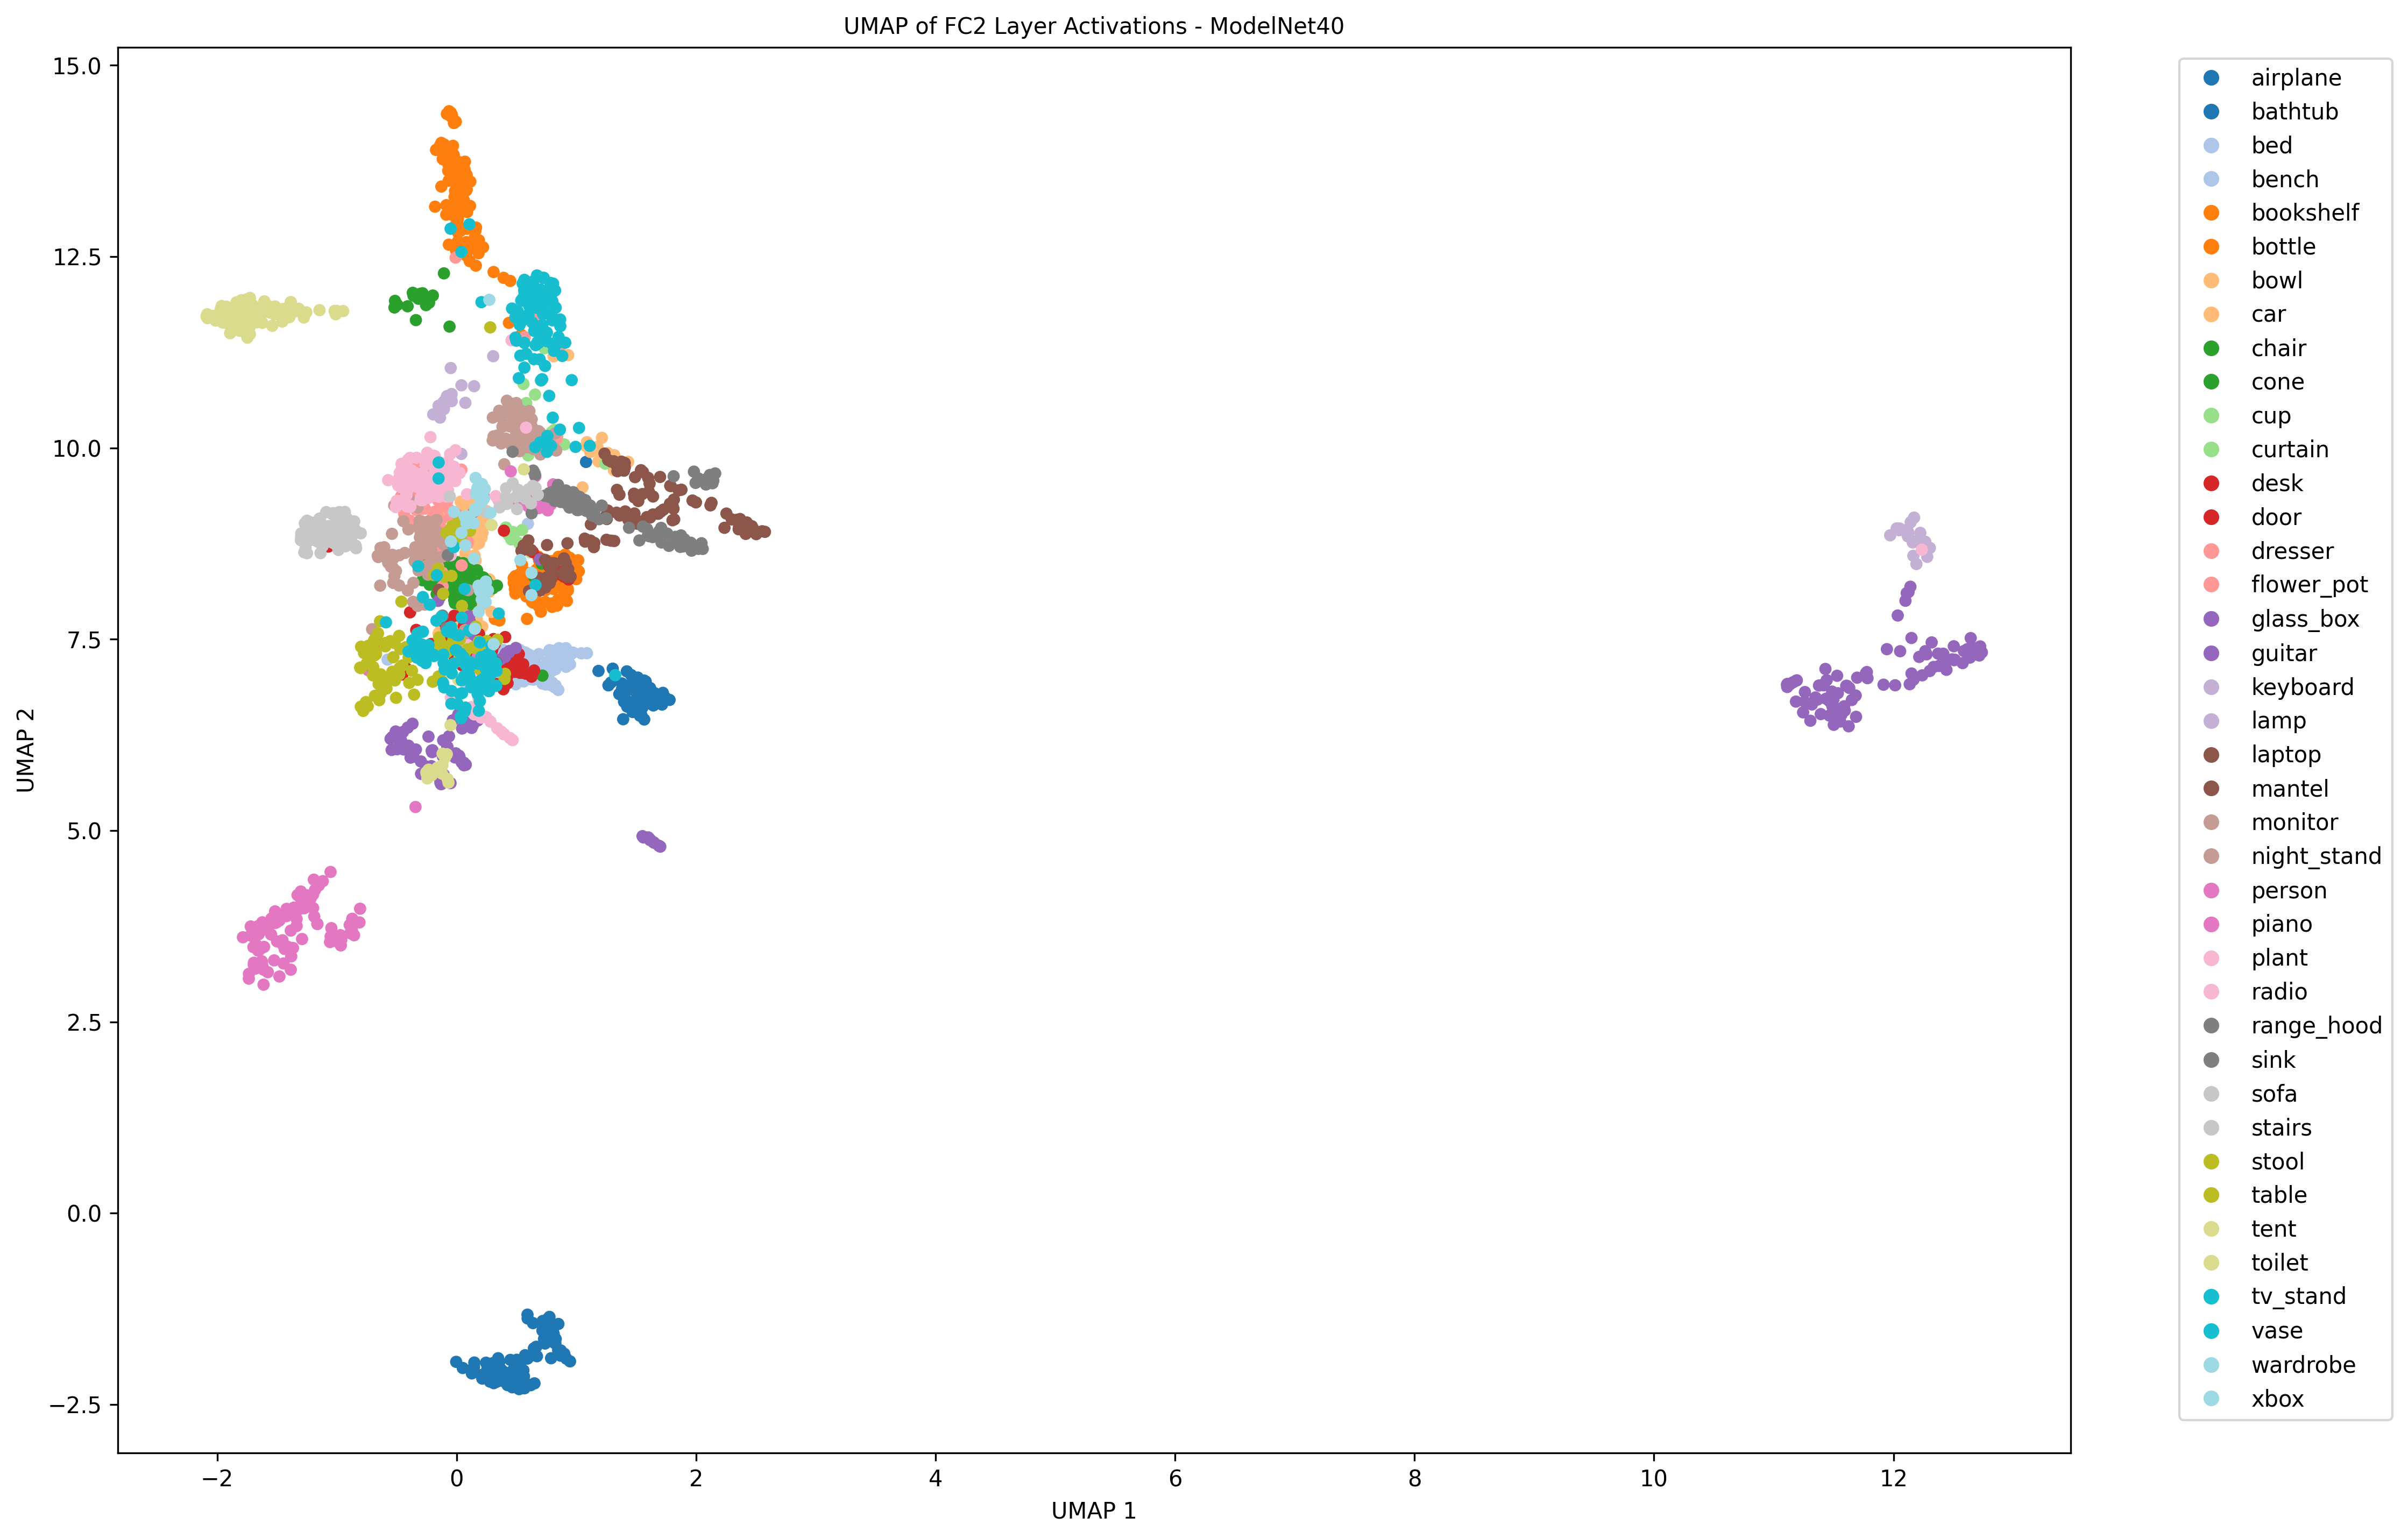 UMAP of FC2 Layer Activations - ModelNet40
15.0
12.5
10.0
7.5
5.0
2.5
0.0
−2.5
UMAP 2
−2
0
2
4
6
8
10
12
UMAP 1
airplane
bathtub
bed
bench
bookshelf
bottle
bowl
car
chair
cone
cup
curtain
desk
door
dresser
flower_pot
glass_box
guitar
keyboard
lamp
laptop
mantel
monitor
night_stand
person
piano
plant
radio
range_hood
sink
sofa
stairs
stool
table
tent
toilet
tv_stand
vase
wardrobe
xbox